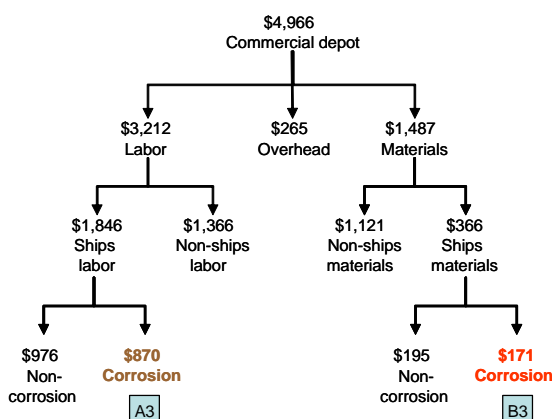 $4,966
Commercial depot
$3,212
Labor
$265
Overhead
$1,487
Materials
$1,846
Ships
labor
$1,366
Non-ships
labor
$1,121
Non-ships
materials
$366
Ships
materials
$976
Non-
corrosion
$870
Corrosion
$195
Non-
corrosion
$171
Corrosion
A3
B3